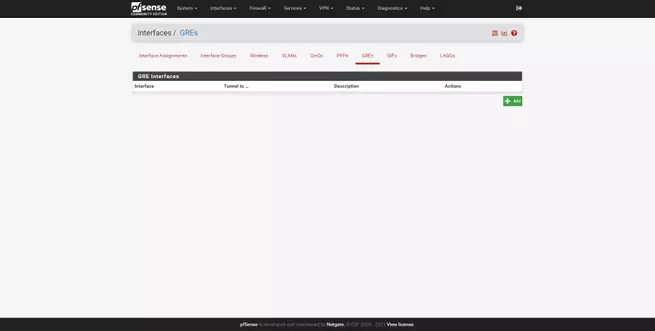 pfSense
COMMUNITY EDITION
System Interfaces Firewall Services VPN Status Diagnostics Help
Interfaces / GREs
Interface Assignments Interface Groups Wireless VLANs QinQs PPPs GREs GIFs Bridges LAGGs
GRE Interfaces
Interface Tunnel to ... Description Actions
Add
pfSense is developed and maintained by Netgate. © ESF 2004 - 2021 View license.